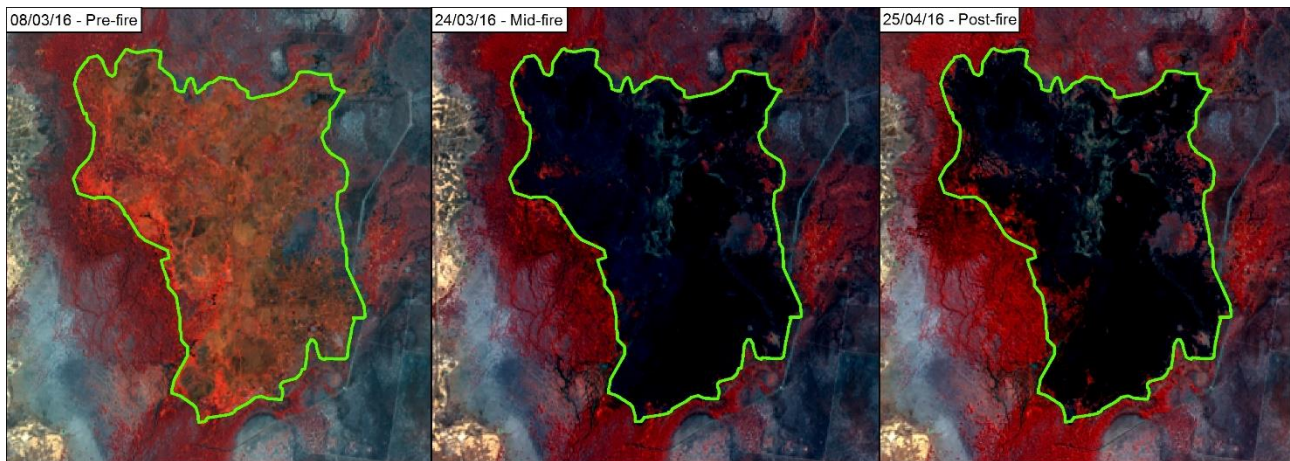 08/03/16 - Pre-fire
24/03/16 - Mid-fire
25/04/16 - Post-fire